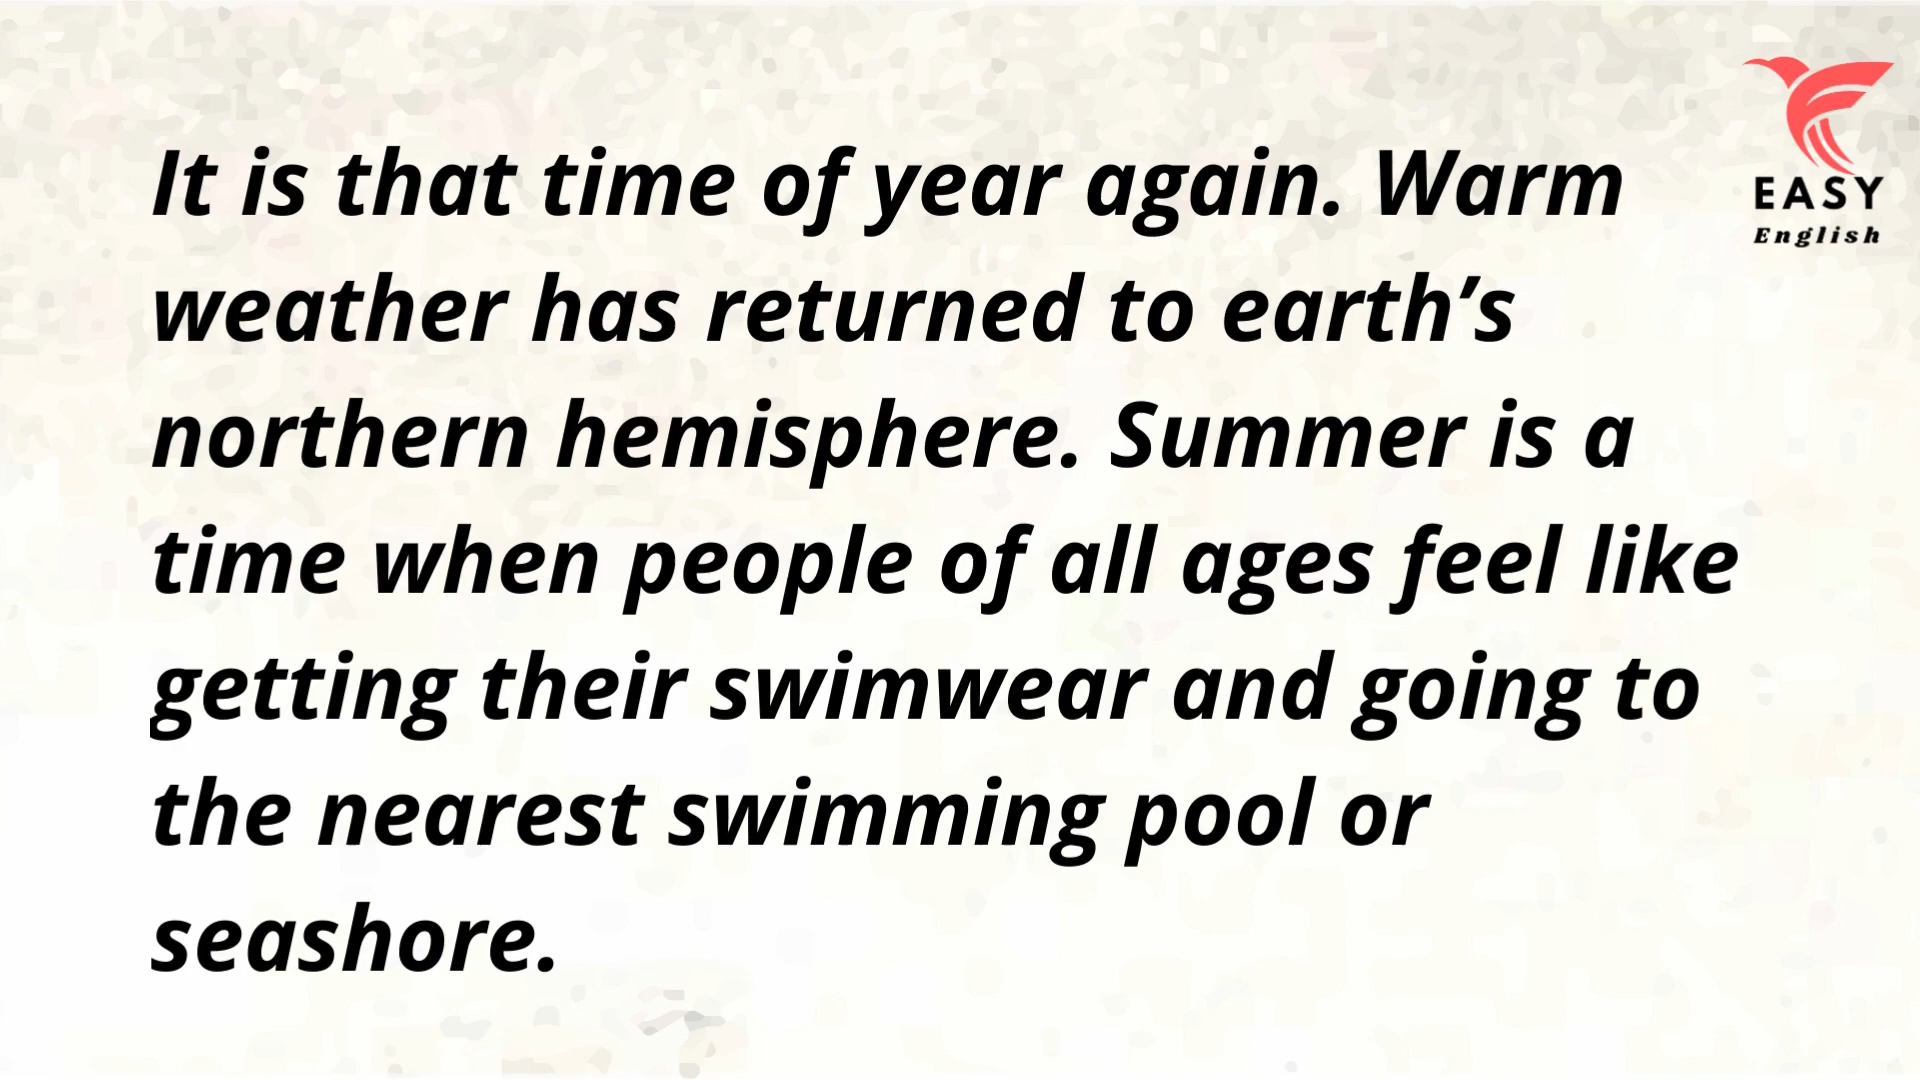 It is that time of year again. Warm
weather has returned to earth’s
northern hemisphere. Summer is a
time when people of all ages feel like
getting their swimwear and going to
the nearest swimming pool or
seashore.
EASY
English